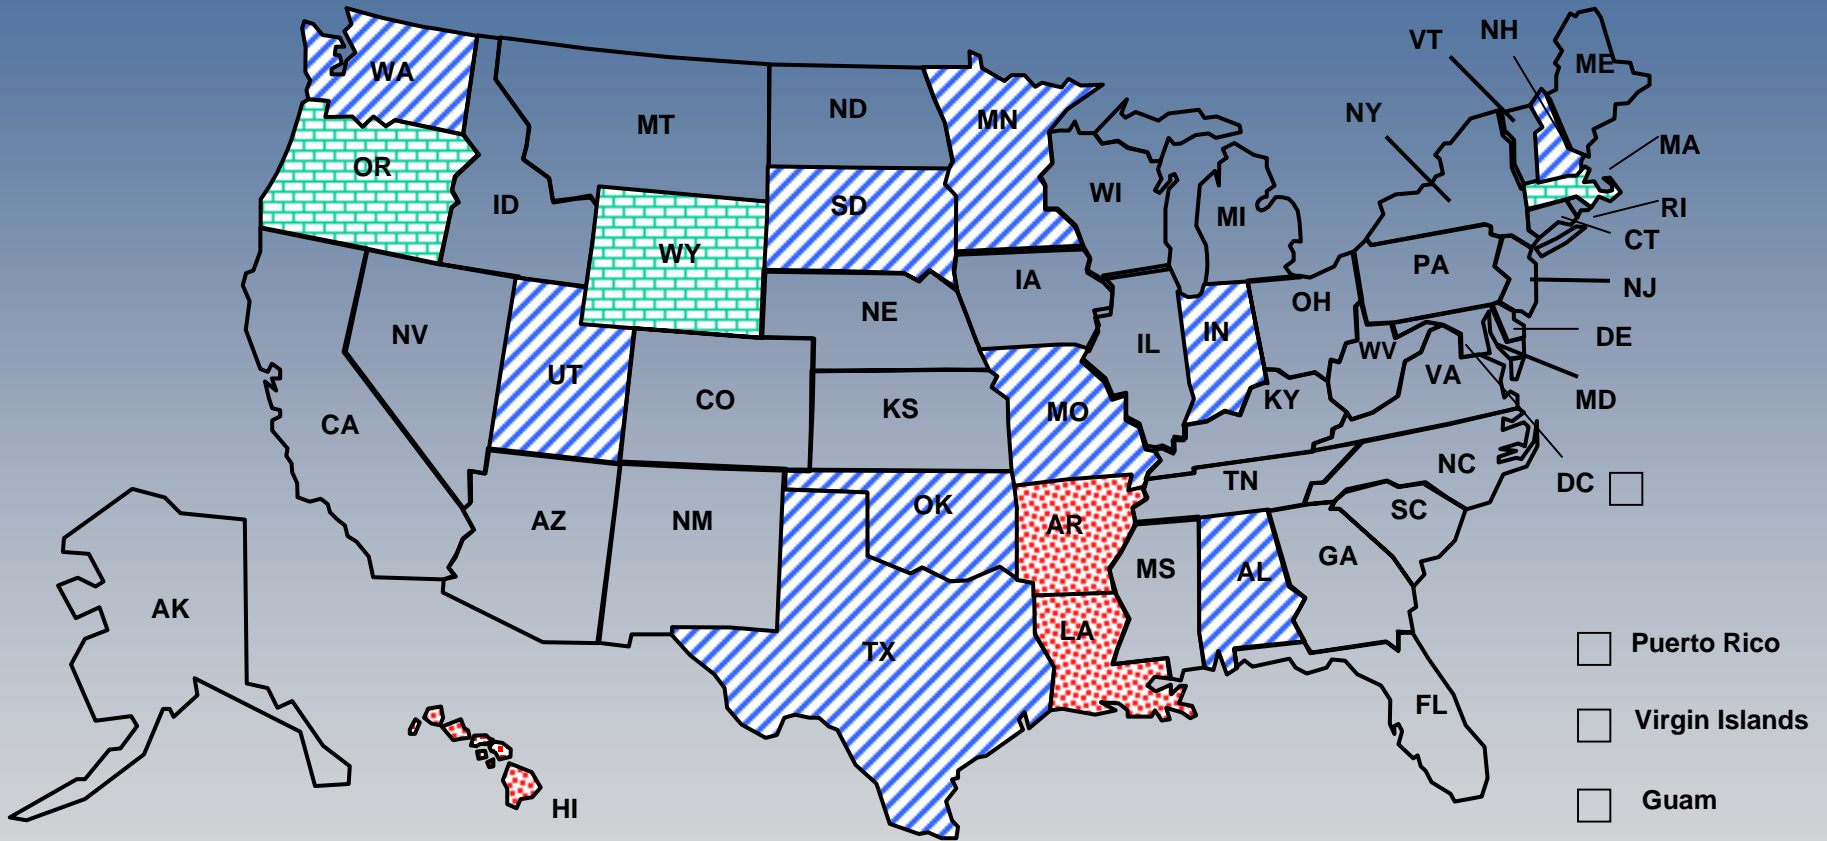 VT
NH
ME
WA
ND
NY
MN
MT
MA
OR
WI
ID
SD
MI
RI
CT
WY
PA
IA
NJ
OH
NE
NV
IN
DE
IL
WV
UT
VA
CO
KS
KY
MD
MO
CA
NC
TN
DC
OK
SC
AZ
NM
AR
GA
MS
AL
AK
LA
Puerto Rico
TX
FL
Virgin Islands
Guam
HI